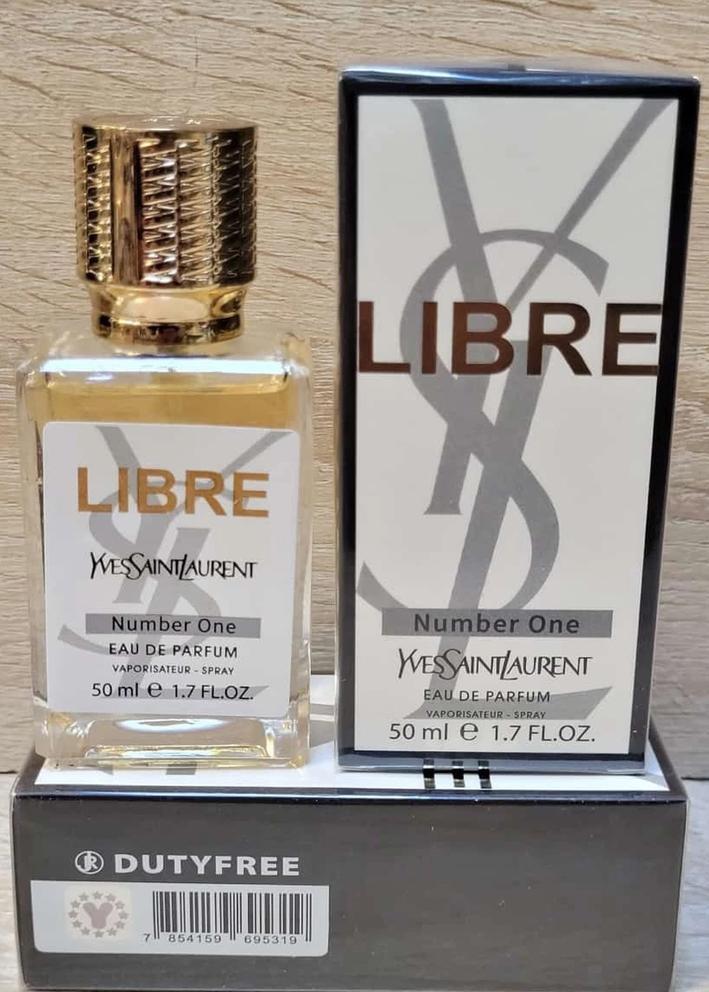 LIBRE
YVESSAINTLAURENT
Number One
EAU DE PARFUM
VAPORISATEUR - SPRAY
50 ml ℮ 1.7 FL.OZ.
YSL
LIBRE
Number One
YVESSAINTLAURENT
EAU DE PARFUM
VAPORISATEUR - SPRAY
50 ml ℮ 1.7 FL.OZ.
DUTYFREE
7 854159 695319